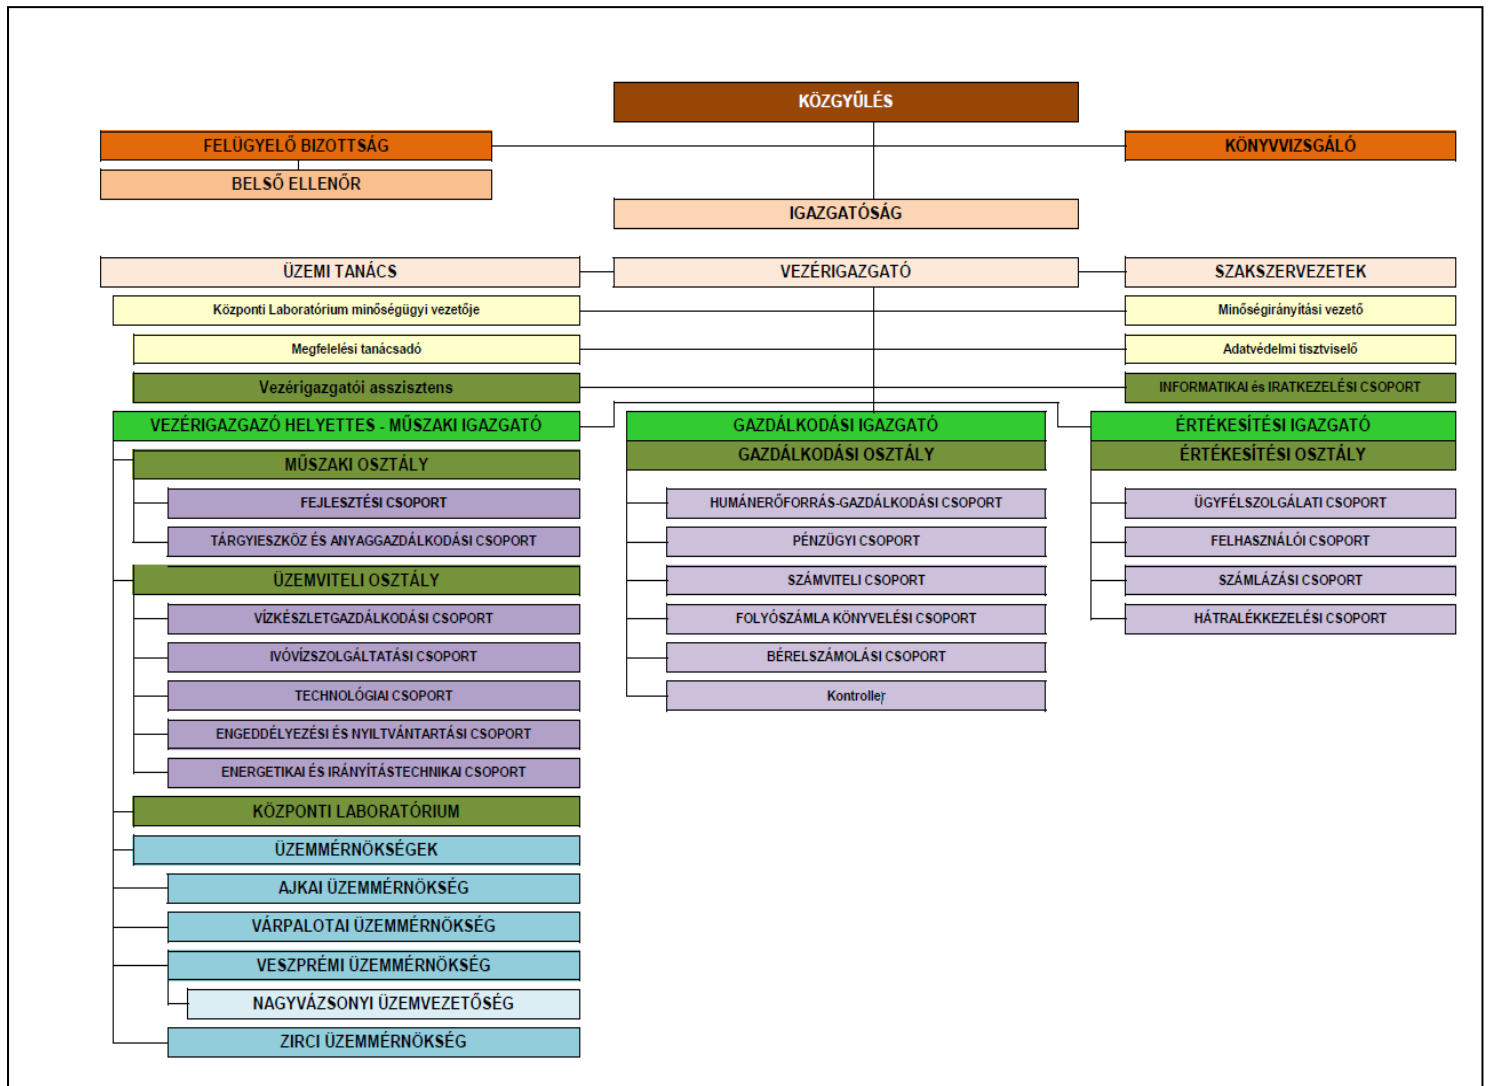 KÖZGYŰLÉS
FELÜGYELŐ BIZOTTSÁG
KÖNYVVIZSGÁLÓ
BELSŐ ELLENŐR
IGAZGATÓSÁG
ÜZEMI TANÁCS
VEZÉRIGAZGATÓ
SZAKSZERVEZETEK
Központi Laboratórium minőségügyi vezetője
Minőségirányítási vezető
Megfelelési tanácsadó
Adatvédelmi tisztviselő
Vezérigazgatói asszisztens
INFORMATIKAI és IRATKEZELÉSI CSOPORT
VEZÉRIGAZGAZÓ HELYETTES - MŰSZAKI IGAZGATÓ
MŰSZAKI OSZTÁLY
FEJLESZTÉSI CSOPORT
TÁRGYIESZKÖZ ÉS ANYAGGAZDÁLKODÁSI CSOPORT
ÜZEMVITELI OSZTÁLY
VÍZKÉSZLETGAZDÁLKODÁSI CSOPORT
IVÓVÍZSZOLGÁLTATÁSI CSOPORT
TECHNOLÓGIAI CSOPORT
ENGEDDÉLYEZÉSI ÉS NYILTVÁNTARTÁSI CSOPORT
ENERGETIKAI ÉS IRÁNYÍTÁSTECHNIKAI CSOPORT
KÖZPONTI LABORATÓRIUM
ÜZEMMÉRNÖKSÉGEK
AJKAI ÜZEMMÉRNÖKSÉG
VÁRPALOTAI ÜZEMMÉRNÖKSÉG
VESZPRÉMI ÜZEMMÉRNÖKSÉG
NAGYVÁZSONYI ÜZEMVEZETŐSÉG
ZIRCI ÜZEMMÉRNÖKSÉG
GAZDÁLKODÁSI IGAZGATÓ
GAZDÁLKODÁSI OSZTÁLY
HUMÁNERŐFORRÁS-GAZDÁLKODÁSI CSOPORT
PÉNZÜGYI CSOPORT
SZÁMVITELI CSOPORT
FOLYÓSZÁMLA KÖNYVELÉSI CSOPORT
BÉRELSZÁMOLÁSI CSOPORT
Kontroller
ÉRTÉKESÍTÉSI IGAZGATÓ
ÉRTÉKESÍTÉSI OSZTÁLY
ÜGYFÉLSZOLGÁLATI CSOPORT
FELHASZNÁLÓI CSOPORT
SZÁMLÁZÁSI CSOPORT
HÁTRALÉKKEZELÉSI CSOPORT